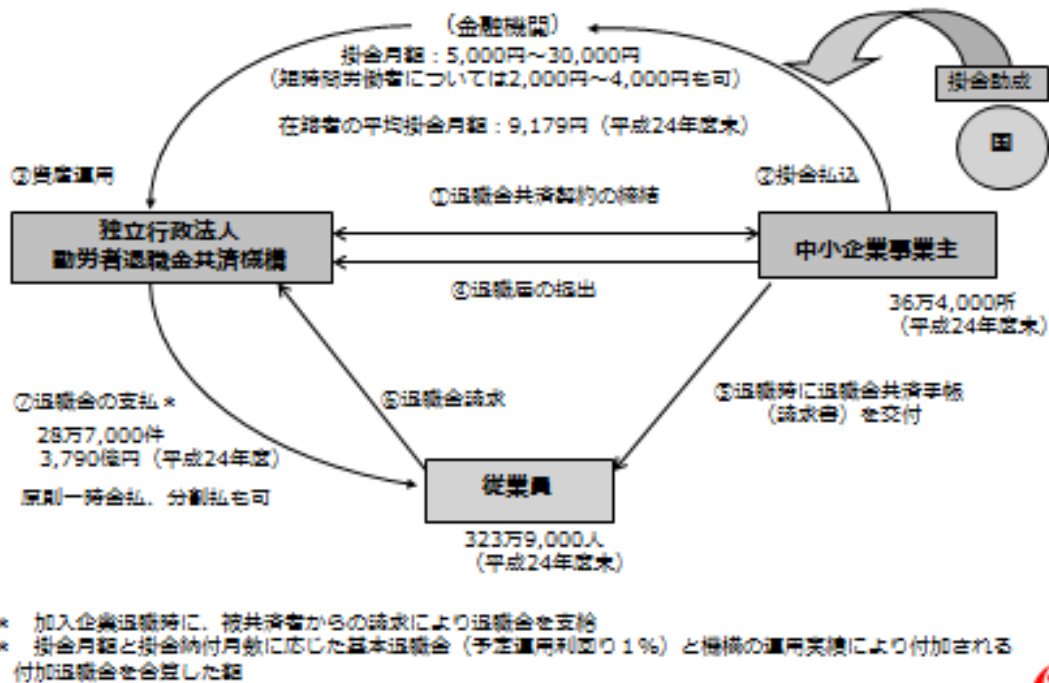 （金融機関）
掛金月額：5,000円～30,000円
（短時間労働者については2,000円～4,000円も可）
在籍者の平均掛金月額：9,179円（平成24年度末）
掛金助成
国
③資産運用
①退職金共済契約の締結
②掛金払込
独立行政法人
勤労者退職金共済機構
中小企業事業主
④退職届の提出
36万4,000所
（平成24年度末）
⑦退職金の支払＊
28万7,000件
3,790億円（平成24年度）
原則一時金払、分割払も可
⑥退職金請求
⑤退職時に退職金共済手帳
（請求書）を交付
従業員
323万9,000人
（平成24年度末）
＊　加入企業退職時に、被共済者からの請求により退職金を支給
＊　掛金月額と掛金納付月数に応じた基本退職金（予定運用利回り１％）と機構の運用実績により付加される
付加退職金を合算した額